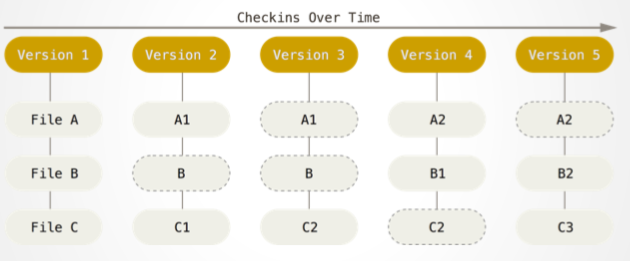 Checkins Over Time
Version 1 Version 2 Version 3 Version 4 Version 5
File A A1 A1 A2 A2
File B B B B1 B2
File C C1 C2 C2 C3